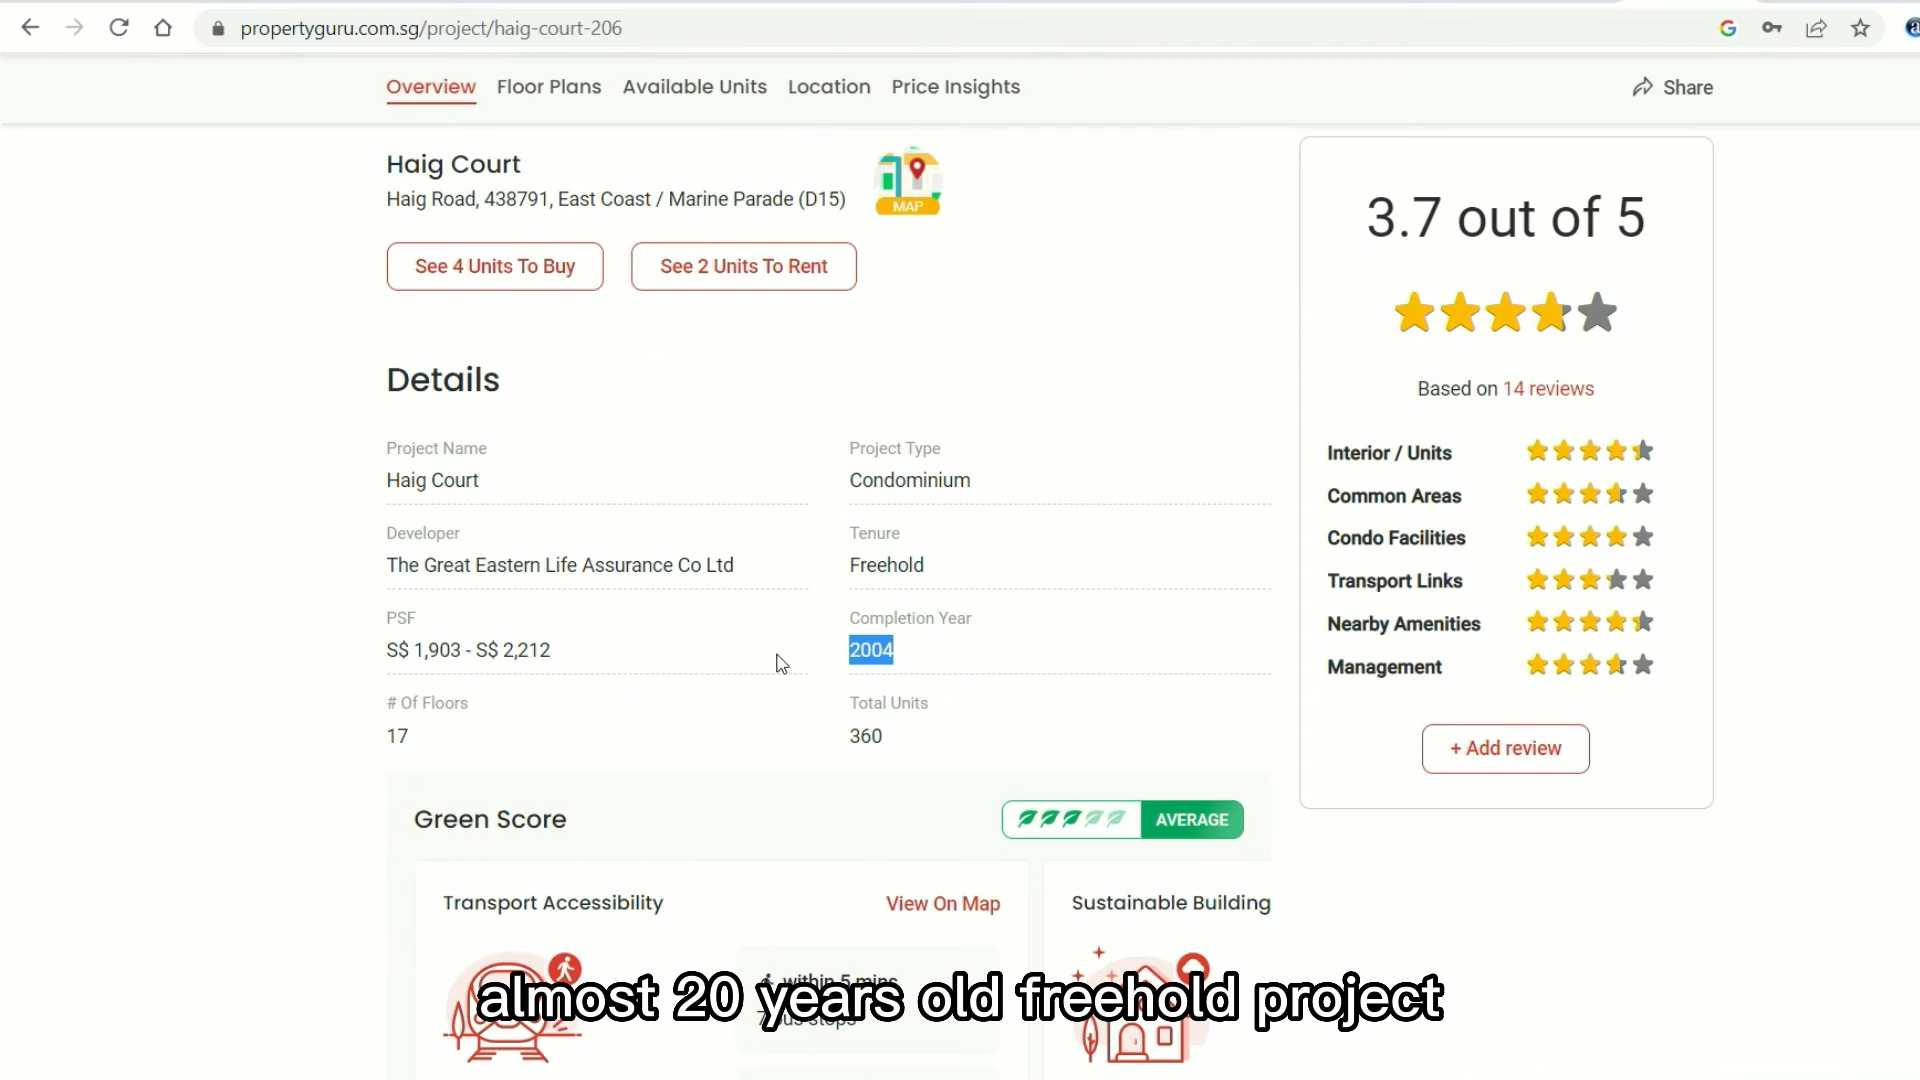 propertyguru.com.sg/project/haig-court-206
Overview Floor Plans Available Units Location Price Insights
Share
Haig Court
Haig Road, 438791, East Coast / Marine Parade (D15)
MAP
See 4 Units To Buy
See 2 Units To Rent
Details
Project Name
Haig Court
Project Type
Condominium
Developer
The Great Eastern Life Assurance Co Ltd
Tenure
Freehold
PSF
S$ 1,903 - S$ 2,212
Completion Year
2004
# Of Floors
17
Total Units
360
Green Score
AVERAGE
Transport Accessibility
View On Map
within 5 mins
Sustainable Building
3.7 out of 5
Based on 14 reviews
Interior / Units
Common Areas
Condo Facilities
Transport Links
Nearby Amenities
Management
+ Add review
almost 20 years old freehold project